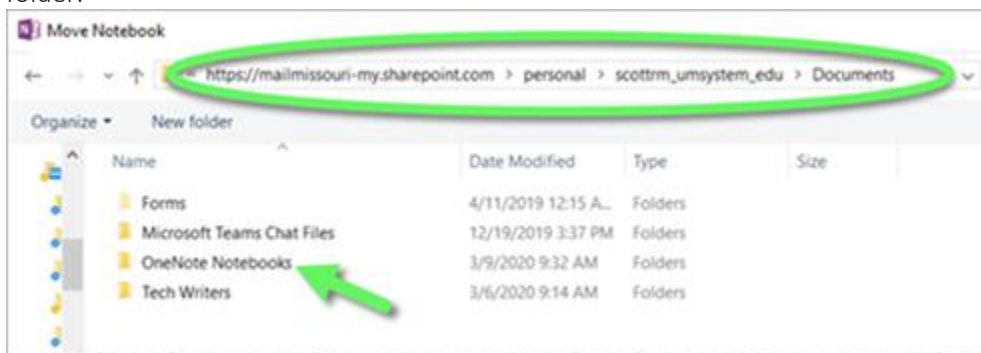 folder.
Move Notebook
https://mailmissouri-my.sharepoint.com > personal > scottrm_umsystem_edu > Documents
Organize New folder
Name Date Modified Type Size
Forms 4/11/2019 12:15 A... Folders
Microsoft Teams Chat Files 12/19/2019 3:37 PM Folders
OneNote Notebooks 3/9/2020 9:32 AM Folders
Tech Writers 3/6/2020 9:14 AM Folders